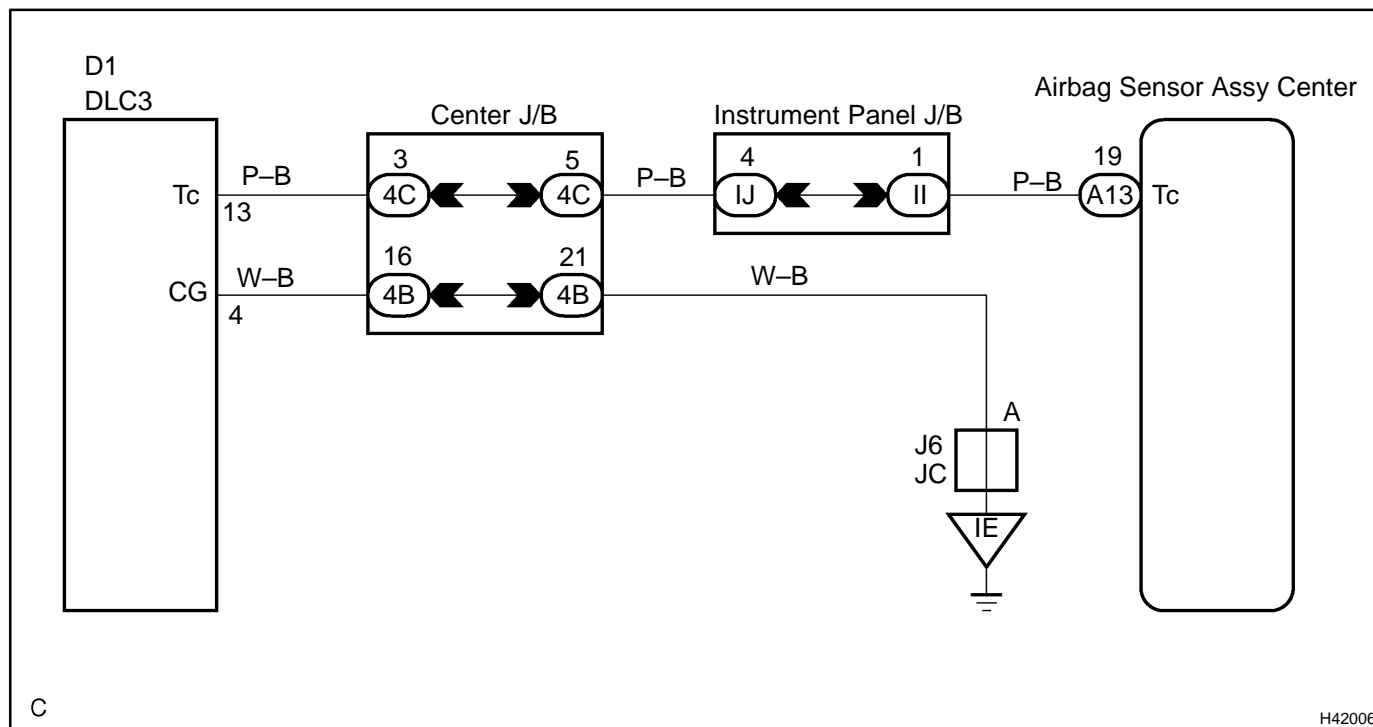 D1
DLC3
Center J/B
Instrument Panel J/B
Airbag Sensor Assy Center
Tc
P–B
13
3
4C
5
4C
P–B
4
IJ
1
II
P–B
19
A13
Tc
CG
W–B
4
16
4B
21
4B
W–B
A
J6
JC
IE
C
H42006